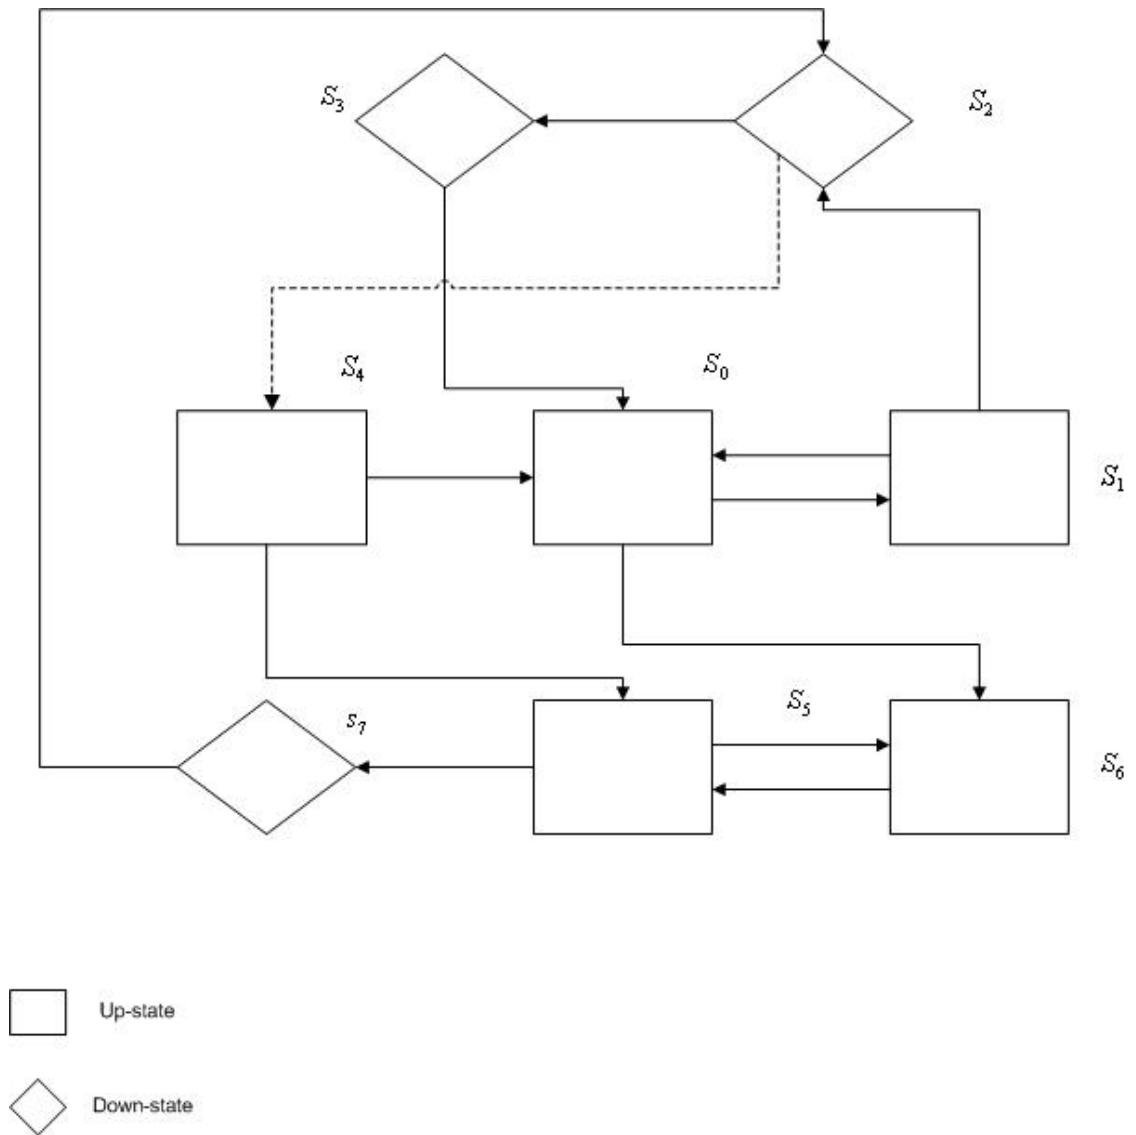 S₃
S₂
S₄
S₀
S₁
S₅
s₇
S₆
Up-state
Down-state